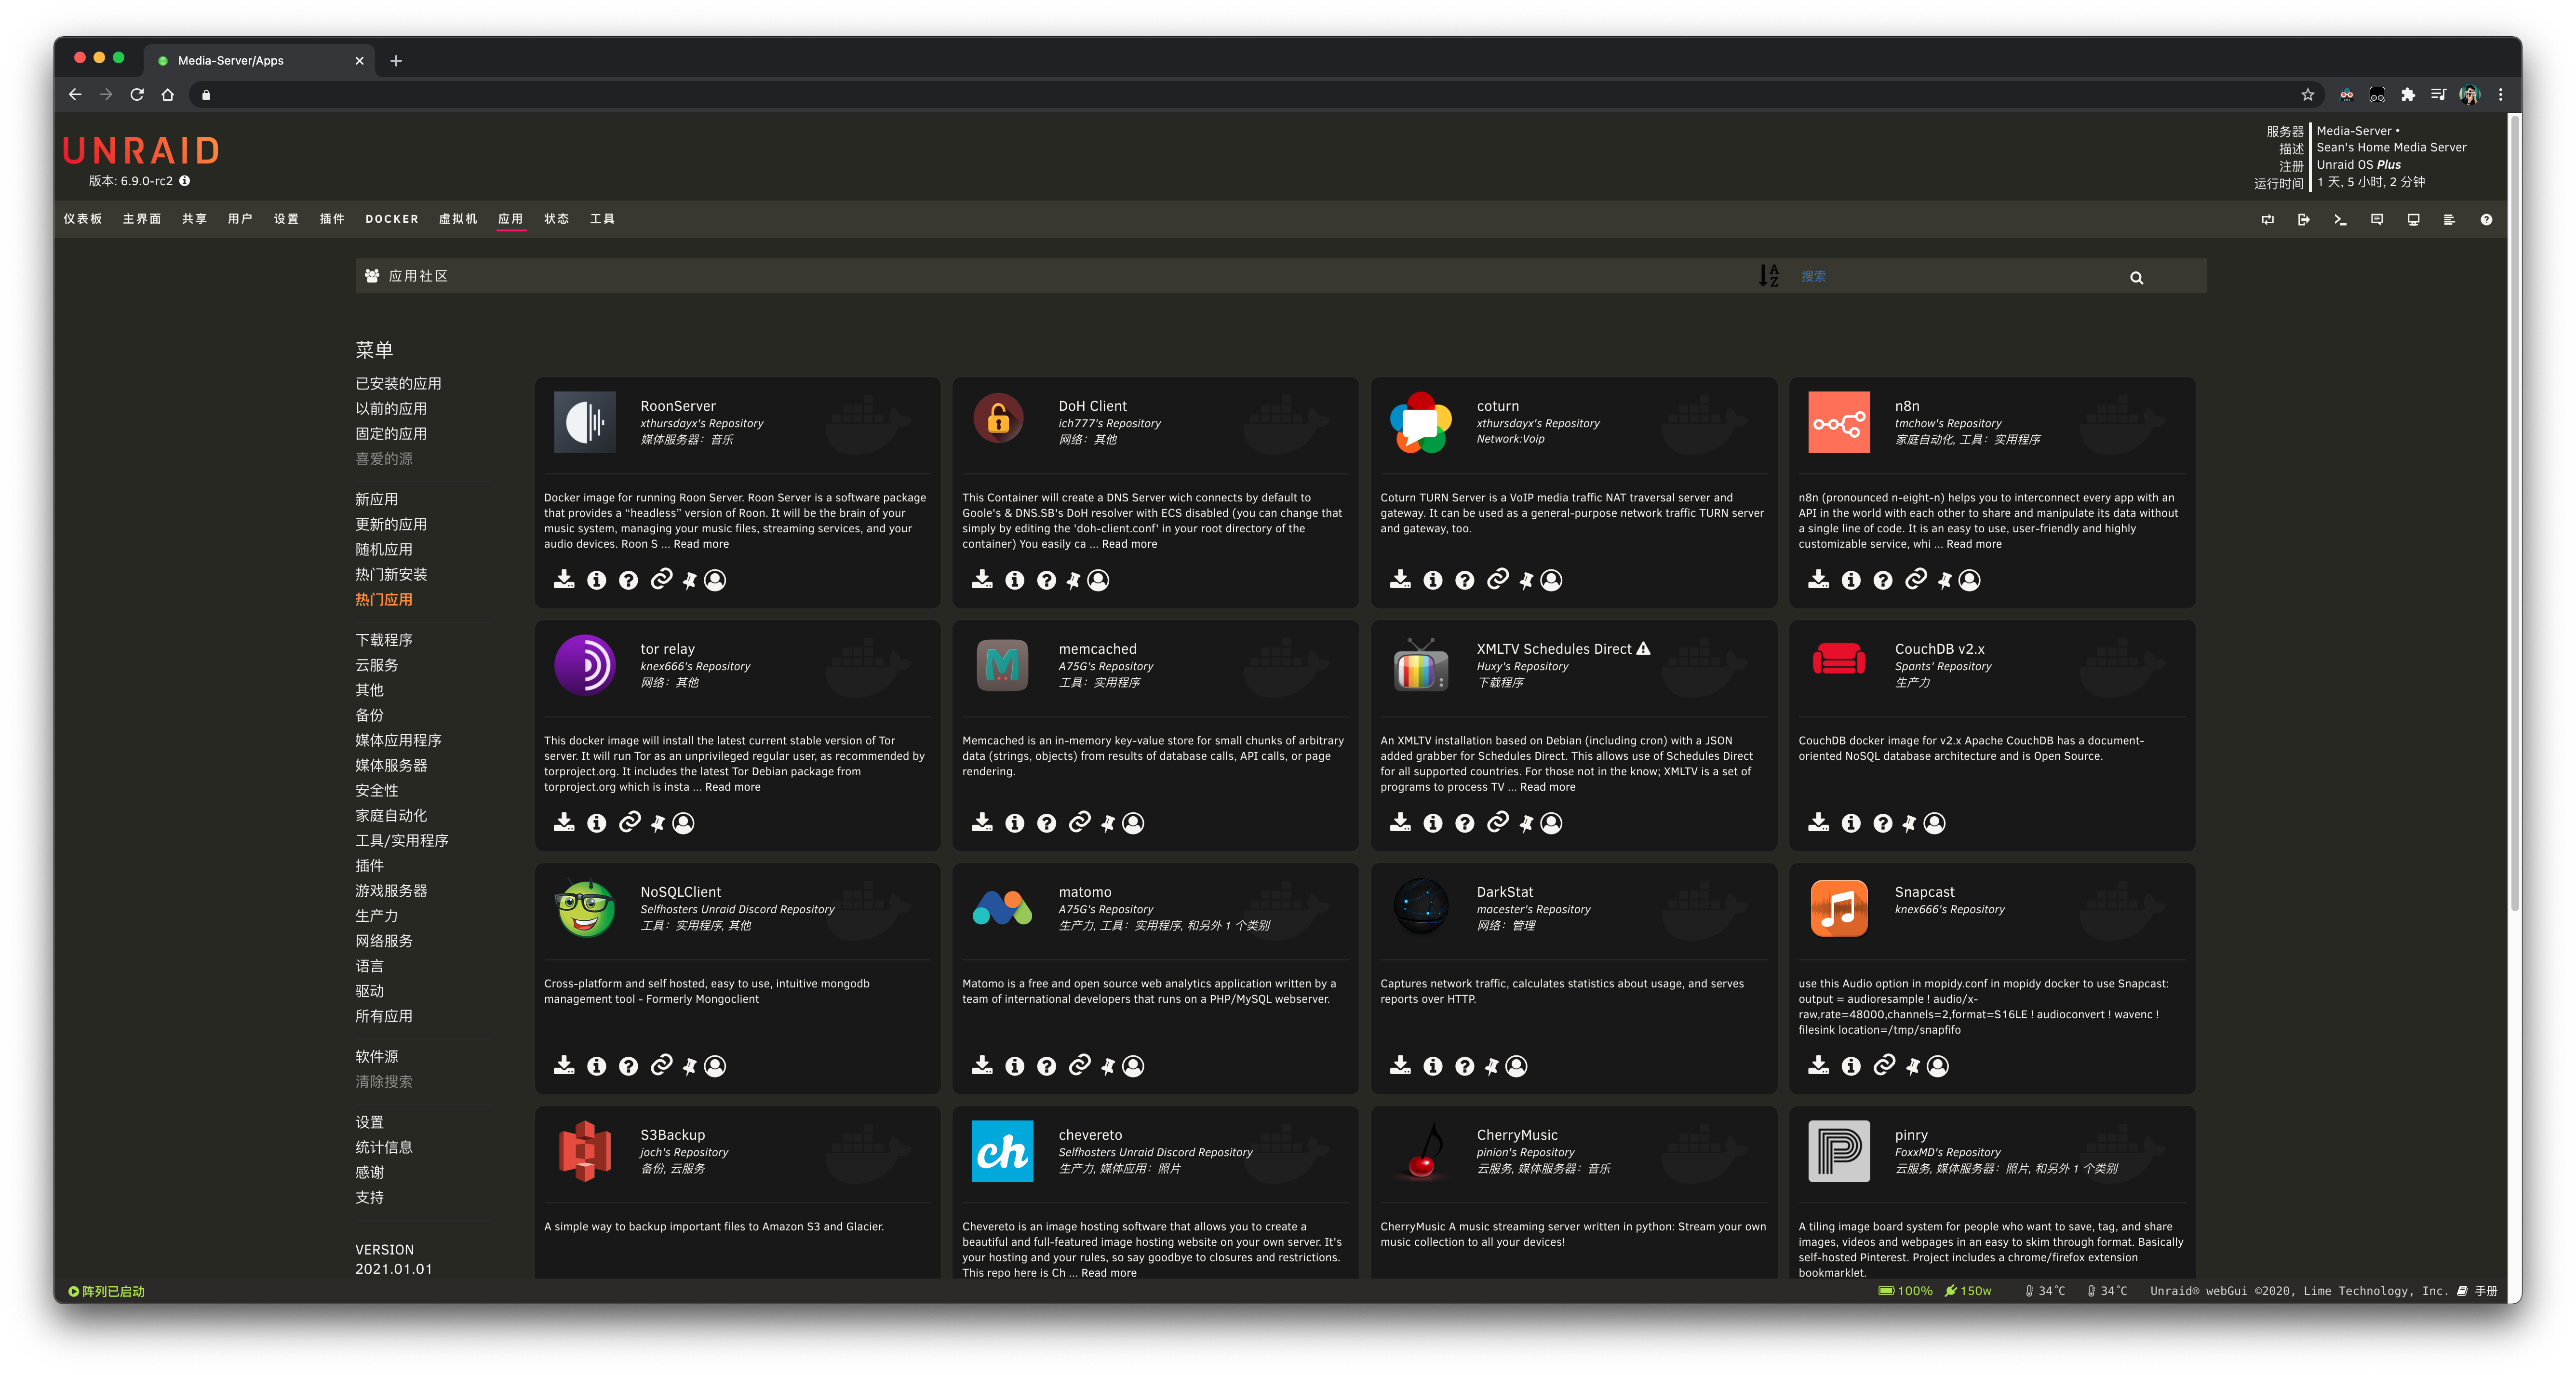 Media-Server/Apps
UNRAID
版本: 6.9.0-rc2
服务器 Media-Server •
描述 Sean's Home Media Server
注册 Unraid OS Plus
运行时间 1 天, 5 小时, 2 分钟
仪表板 主界面 共享 用户 设置 插件 DOCKER 虚拟机 应用 状态 工具
应用社区
A
Z
搜索
菜单
已安装的应用
以前的应用
固定的应用
喜爱的源
新应用
更新的应用
随机应用
热门新安装
热门应用
下载程序
云服务
其他
备份
媒体应用程序
媒体服务器
安全性
家庭自动化
工具/实用程序
插件
游戏服务器
生产力
网络服务
语言
驱动
所有应用
软件源
清除搜索
设置
统计信息
感谢
支持
VERSION
2021.01.01
RoonServer
xthursdayx's Repository
媒体服务器：音乐
Docker image for running Roon Server. Roon Server is a software package
that provides a “headless” version of Roon. It will be the brain of your
music system, managing your music files, streaming services, and your
audio devices. Roon S ... Read more
DoH Client
ich777's Repository
网络：其他
This Container will create a DNS Server wich connects by default to
Goole's & DNS.SB's DoH resolver with ECS disabled (you can change that
simply by editing the 'doh-client.conf' in your root directory of the
container) You easily ca ... Read more
coturn
xthursdayx's Repository
Network:Voip
Coturn TURN Server is a VoIP media traffic NAT traversal server and
gateway. It can be used as a general-purpose network traffic TURN server
and gateway, too.
n8n
tmchow's Repository
家庭自动化, 工具：实用程序
n8n (pronounced n-eight-n) helps you to interconnect every app with an
API in the world with each other to share and manipulate its data without
a single line of code. It is an easy to use, user-friendly and highly
customizable service, whi ... Read more
tor relay
knex666's Repository
网络：其他
This docker image will install the latest current stable version of Tor
server. It will run Tor as an unprivileged regular user, as recommended by
torproject.org. It includes the latest Tor Debian package from
torproject.org which is insta ... Read more
M
memcached
A75G's Repository
工具：实用程序
Memcached is an in-memory key-value store for small chunks of arbitrary
data (strings, objects) from results of database calls, API calls, or page
rendering.
XMLTV Schedules Direct
Huxy's Repository
下载程序
An XMLTV installation based on Debian (including cron) with a JSON
added grabber for Schedules Direct. This allows use of Schedules Direct
for all supported countries. For those not in the know; XMLTV is a set of
programs to process TV ... Read more
CouchDB v2.x
Spants' Repository
生产力
CouchDB docker image for v2.x Apache CouchDB has a document-
oriented NoSQL database architecture and is Open Source.
NoSQLClient
Selfhosters Unraid Discord Repository
工具：实用程序, 其他
Cross-platform and self hosted, easy to use, intuitive mongodb
management tool - Formerly Mongoclient
matomo
A75G's Repository
生产力, 工具：实用程序, 和另外 1 个类别
Matomo is a free and open source web analytics application written by a
team of international developers that runs on a PHP/MySQL webserver.
DarkStat
macester's Repository
网络：管理
Captures network traffic, calculates statistics about usage, and serves
reports over HTTP.
Snapcast
knex666's Repository
use this Audio option in mopidy.conf in mopidy docker to use Snapcast:
output = audioresample ! audio/x-
raw,rate=48000,channels=2,format=S16LE ! audioconvert ! wavenc !
filesink location=/tmp/snapfifo
S3Backup
joch's Repository
备份, 云服务
A simple way to backup important files to Amazon S3 and Glacier.
ch
chevereto
Selfhosters Unraid Discord Repository
生产力, 媒体应用：照片
Chevereto is an image hosting software that allows you to create a
beautiful and full-featured image hosting website on your own server. It's
your hosting and your rules, so say goodbye to closures and restrictions.
This repo here is Ch ... Read more
CherryMusic
pinion's Repository
云服务, 媒体服务器：音乐
CherryMusic A music streaming server written in python: Stream your own
music collection to all your devices!
P
pinry
FoxxMD's Repository
云服务, 媒体服务器：照片, 和另外 1 个类别
A tiling image board system for people who want to save, tag, and share
images, videos and webpages in an easy to skim through format. Basically
self-hosted Pinterest. Project includes a chrome/firefox extension
bookmarklet.
阵列已启动
100% 150w 34°C 34°C Unraid® webGui ©2020, Lime Technology, Inc. 手册